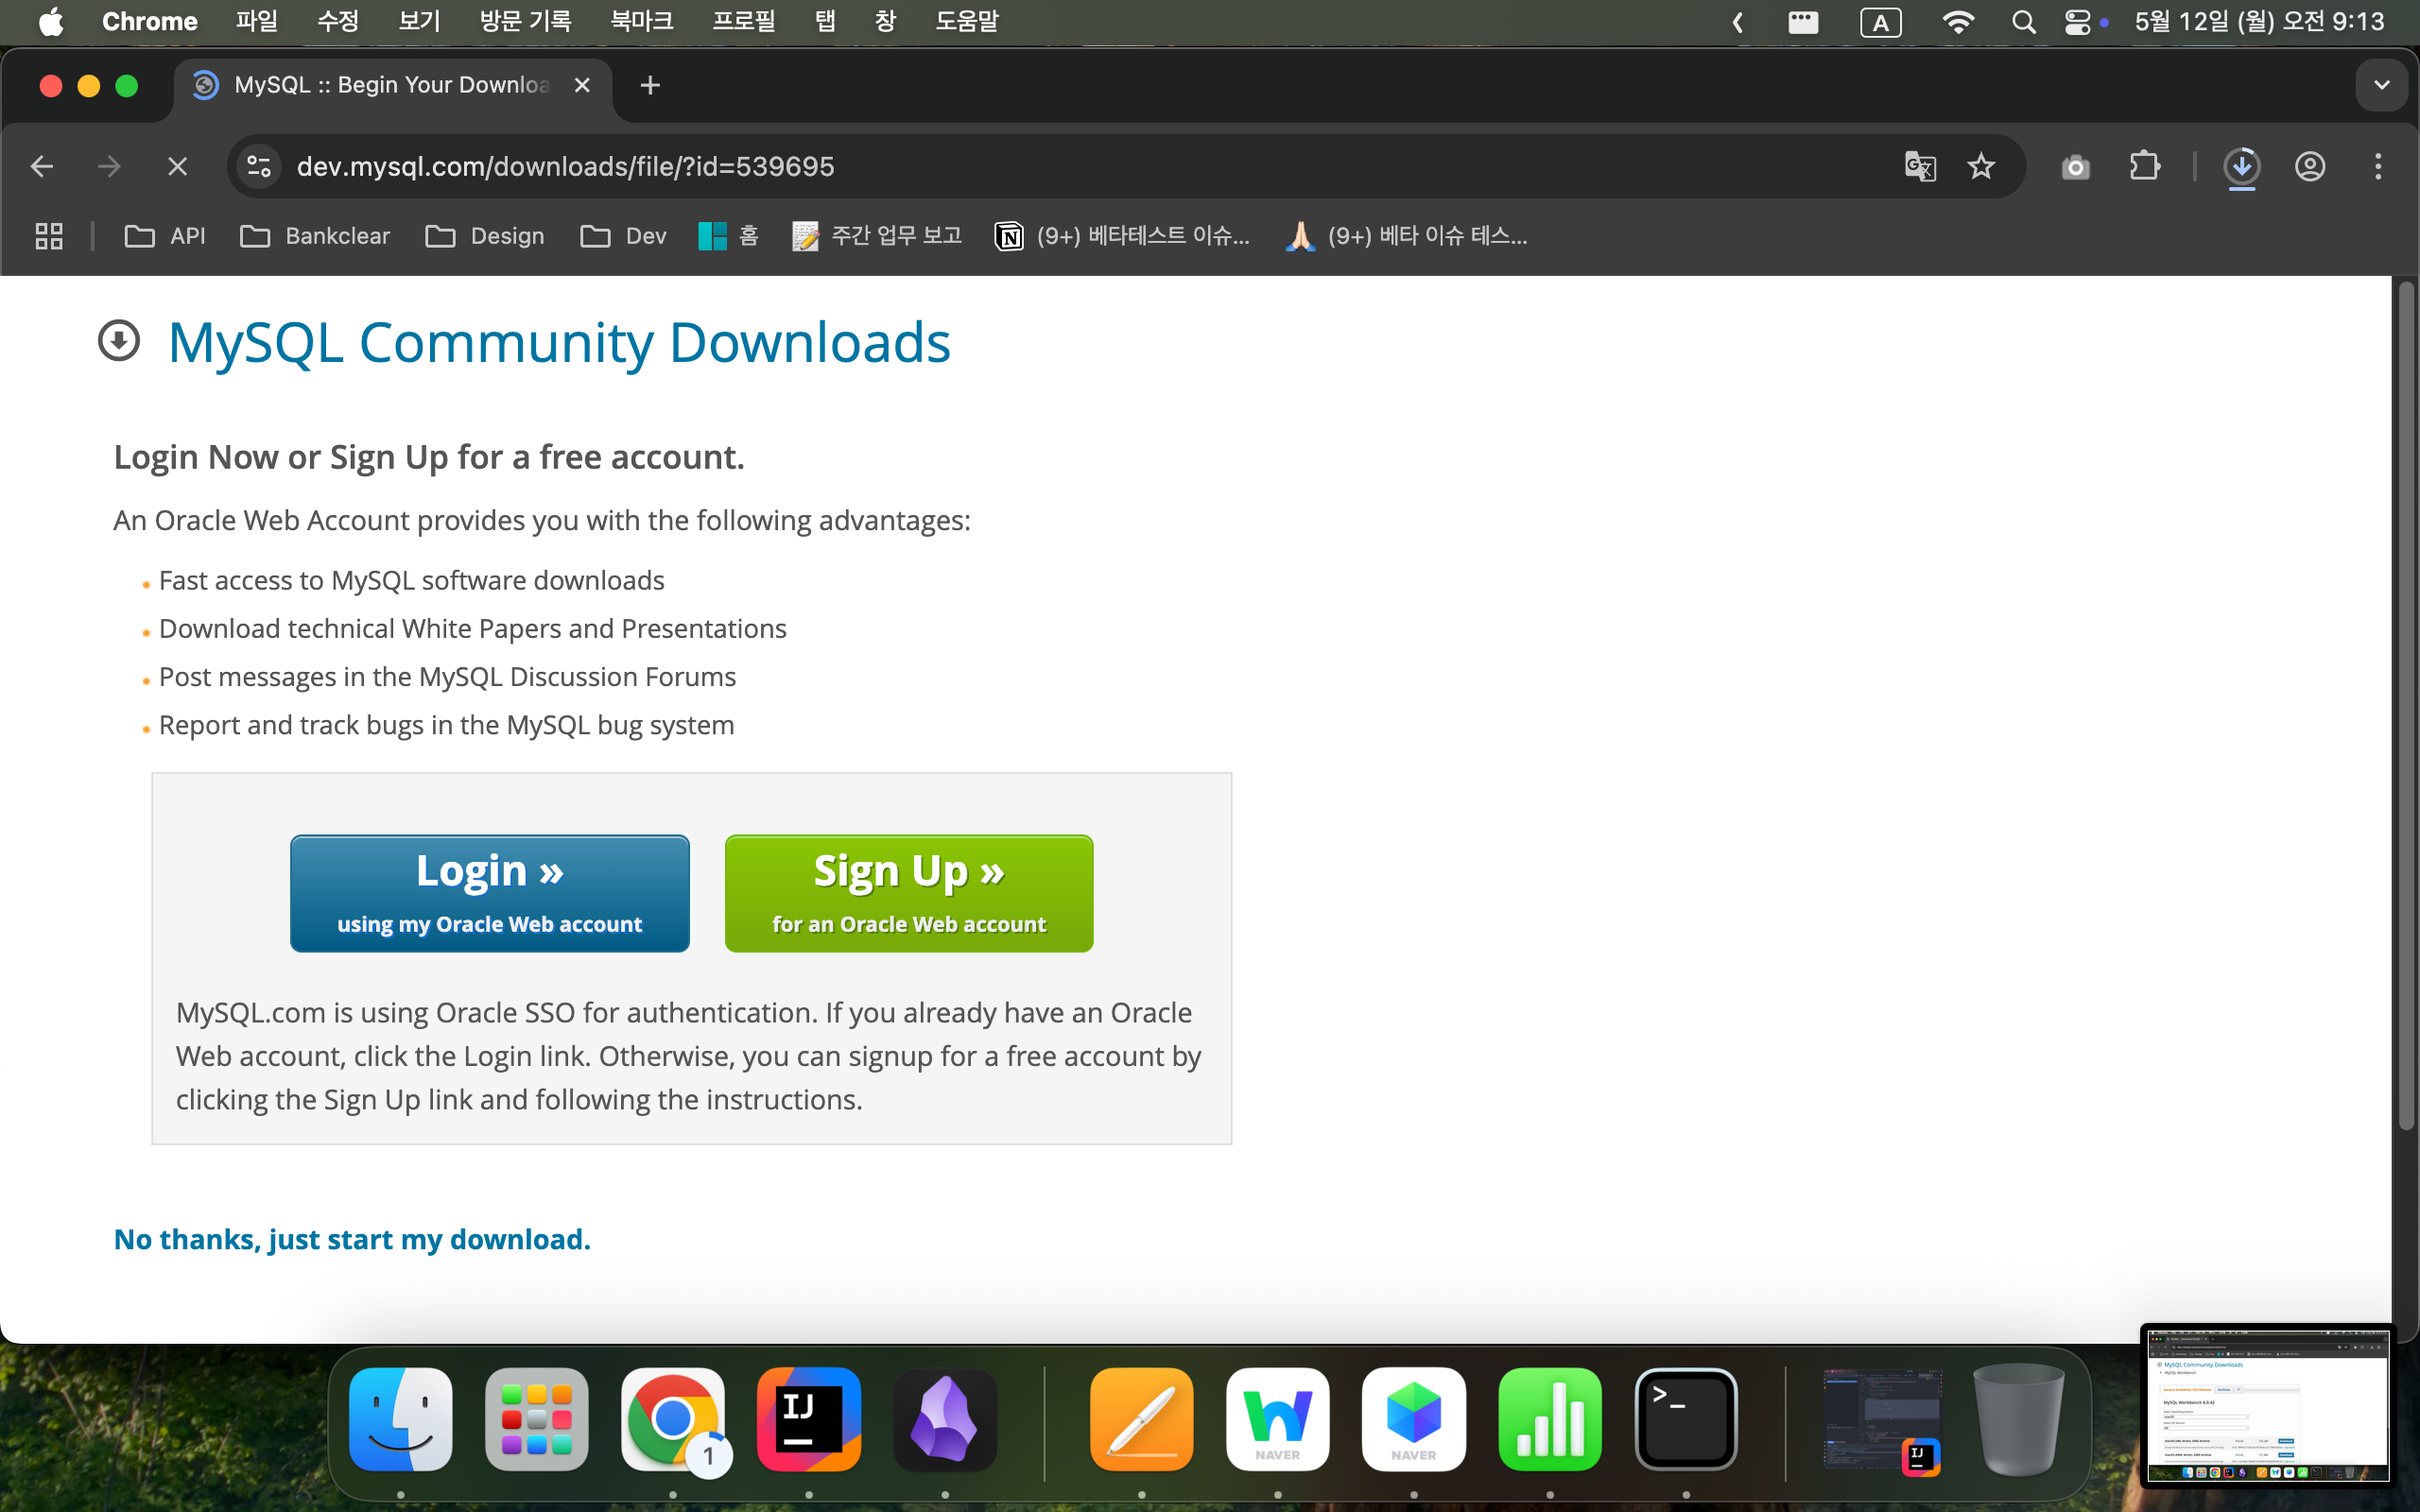 Chrome 파일 수정 보기 방문 기록 북마크 프로필 탭 창 도움말 A 5월 12일 (월) 오전 9:13
MySQL :: Begin Your Downloa
dev.mysql.com/downloads/file/?id=539695
API Bankclear Design Dev 홈 주간 업무 보고 (9+) 베타테스트 이슈... (9+) 베타 이슈 테스...
MySQL Community Downloads
Login Now or Sign Up for a free account.
An Oracle Web Account provides you with the following advantages:
Fast access to MySQL software downloads
Download technical White Papers and Presentations
Post messages in the MySQL Discussion Forums
Report and track bugs in the MySQL bug system
Login » Sign Up »
using my Oracle Web account for an Oracle Web account
MySQL.com is using Oracle SSO for authentication. If you already have an Oracle
Web account, click the Login link. Otherwise, you can signup for a free account by
clicking the Sign Up link and following the instructions.
No thanks, just start my download.
MySQL Community Downloads
IJ >_ IJ
1 NAVER NAVER